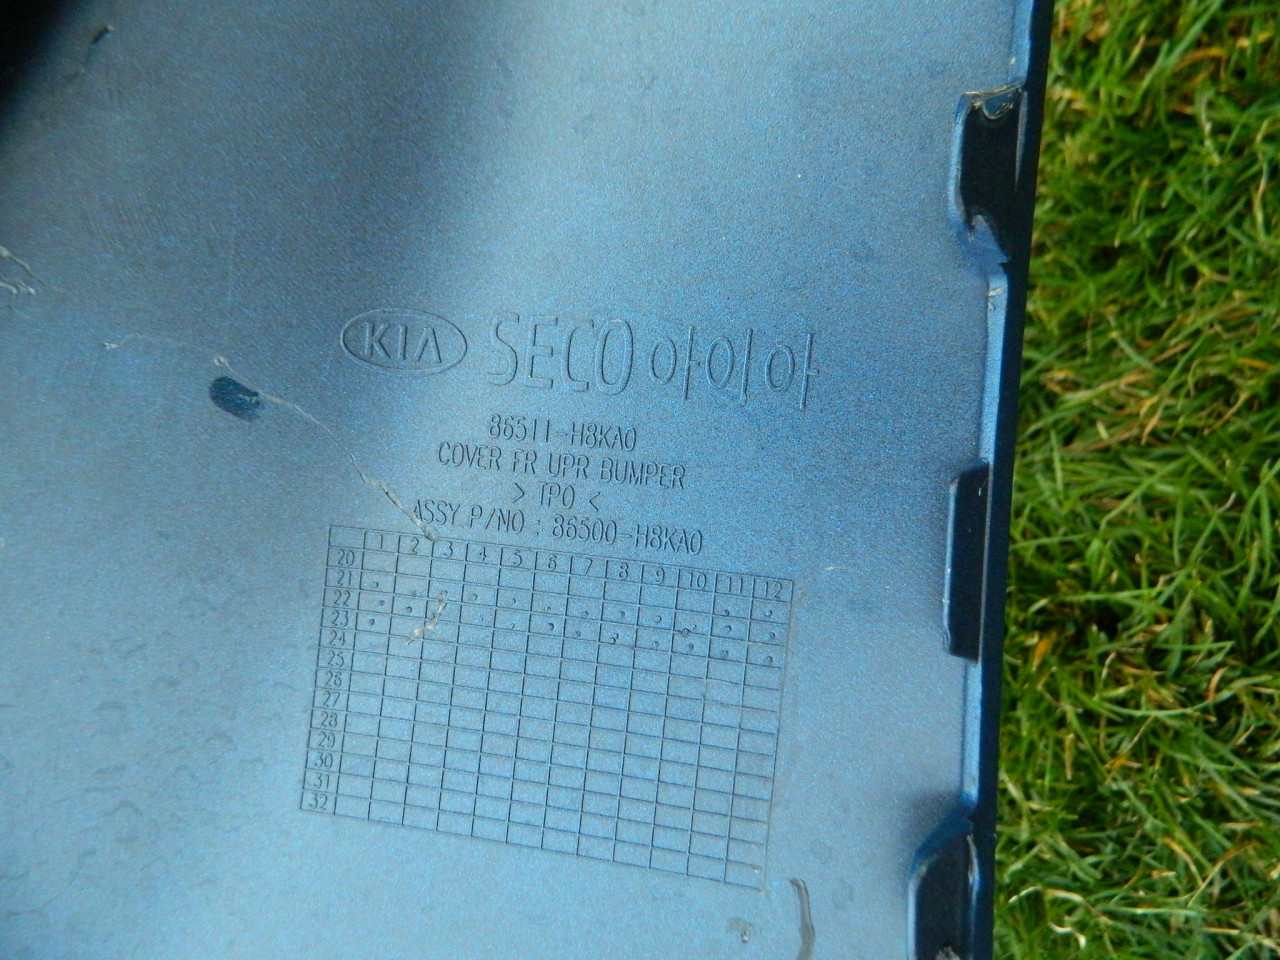 KIA SECO 아이아
86511-H8KA0
COVER FR UPR BUMPER
> TPO <
ASSY P/NO : 86500-H8KA0
1 2 3 4 5 6 7 8 9 10 11 12
20
21
22
23
24
25
26
27
28
29
30
31
32